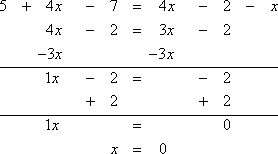 5 + 4x - 7 = 4x - 2 - x
4x - 2 = 3x - 2
-3x -3x
1x - 2 = - 2
+ 2 + 2
1x = 0
x = 0